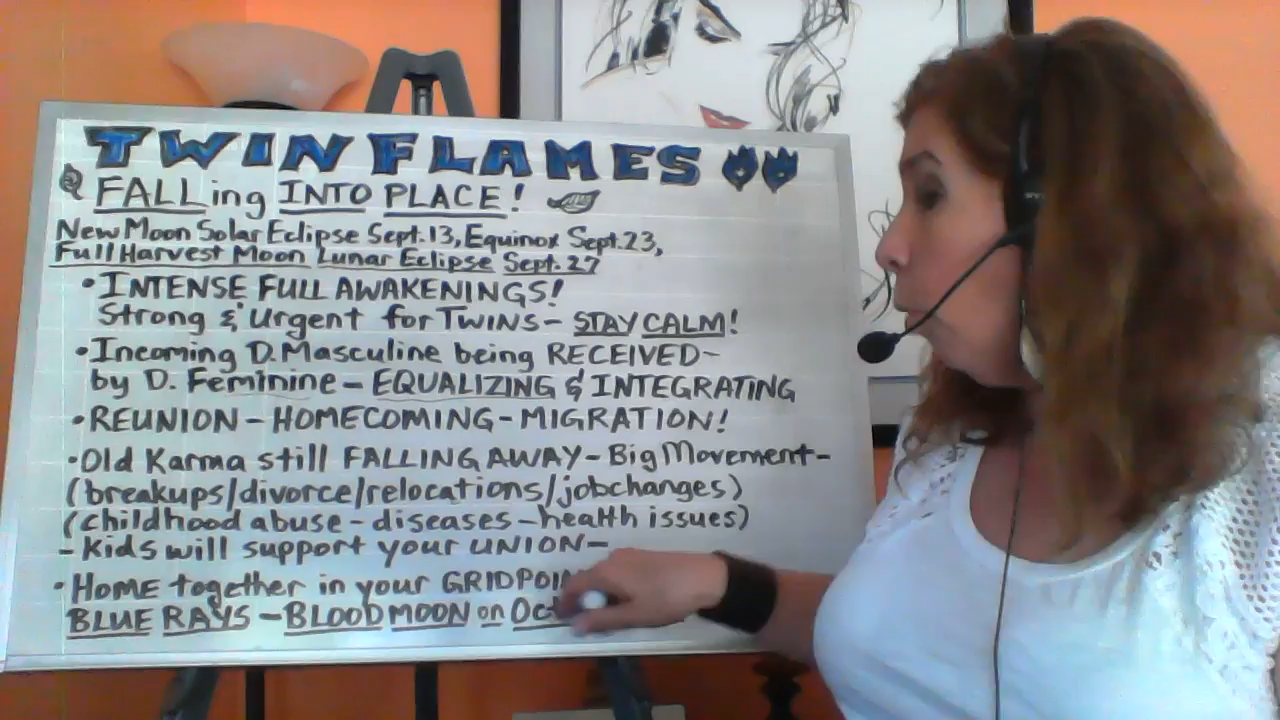 TWIN FLAMES
FALLing INTO PLACE!
New Moon Solar Eclipse Sept. 13, Equinox Sept. 23,
Full Harvest Moon Lunar Eclipse Sept. 27
• INTENSE FULL AWAKENINGS!
Strong & Urgent for TWINS - STAY CALM!
• Incoming D. Masculine being RECEIVED -
by D. Feminine - EQUALIZING & INTEGRATING
• REUNION - HOMECOMING - MIGRATION!
• Old Karma still FALLING AWAY - Big Movement -
(breakups/divorce/relocations/jobchanges)
(childhood abuse - diseases - health issues)
- Kids will support your UNION -
• HOME together in your
BLUE RAYS - BLOOD MOON on